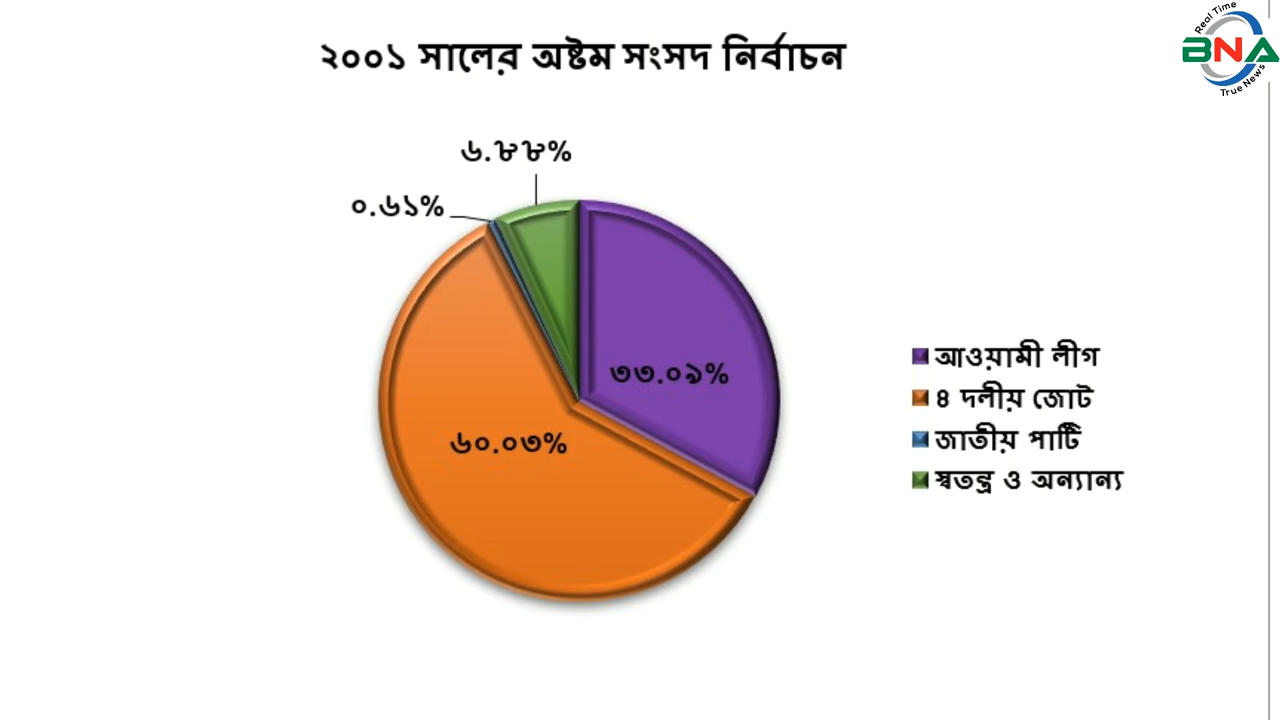 ২০০১ সালের অষ্টম সংসদ নির্বাচন
Real Time
BNA
True News
৬.৮৮%
০.৬১%
৩৩.০৯%
৬০.০৩%
আওয়ামী লীগ
৪ দলীয় জোট
জাতীয় পার্টি
স্বতন্ত্র ও অন্যান্য